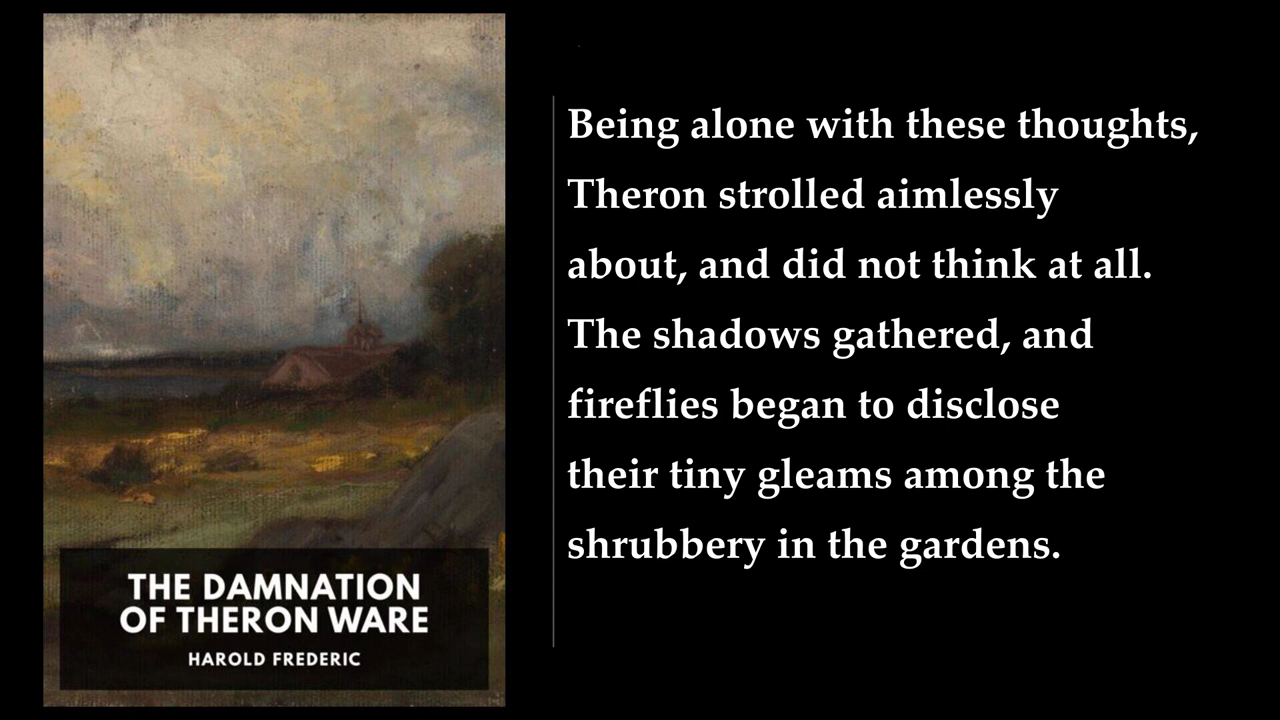 THE DAMNATION
OF THERON WARE
HAROLD FREDERIC
Being alone with these thoughts,
Theron strolled aimlessly
about, and did not think at all.
The shadows gathered, and
fireflies began to disclose
their tiny gleams among the
shrubbery in the gardens.